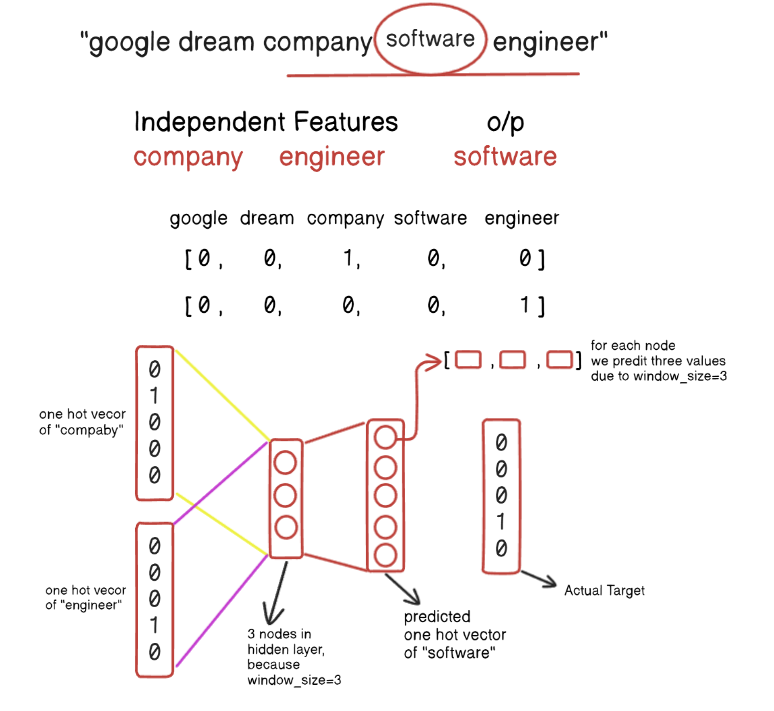 "google dream company software engineer"
Independent Features o/p
company engineer software
google dream company software engineer
[0, 0, 1, 0, 0]
[0, 0, 0, 0, 1]
[ , , ]
for each node
we predit three values
due to window_size=3
one hot vecor
of "compaby"
0
1
0
0
0
one hot vecor
of "engineer"
0
0
0
1
0
3 nodes in
hidden layer,
because
window_size=3
predicted
one hot vector
of "software"
0
0
0
1
0
Actual Target